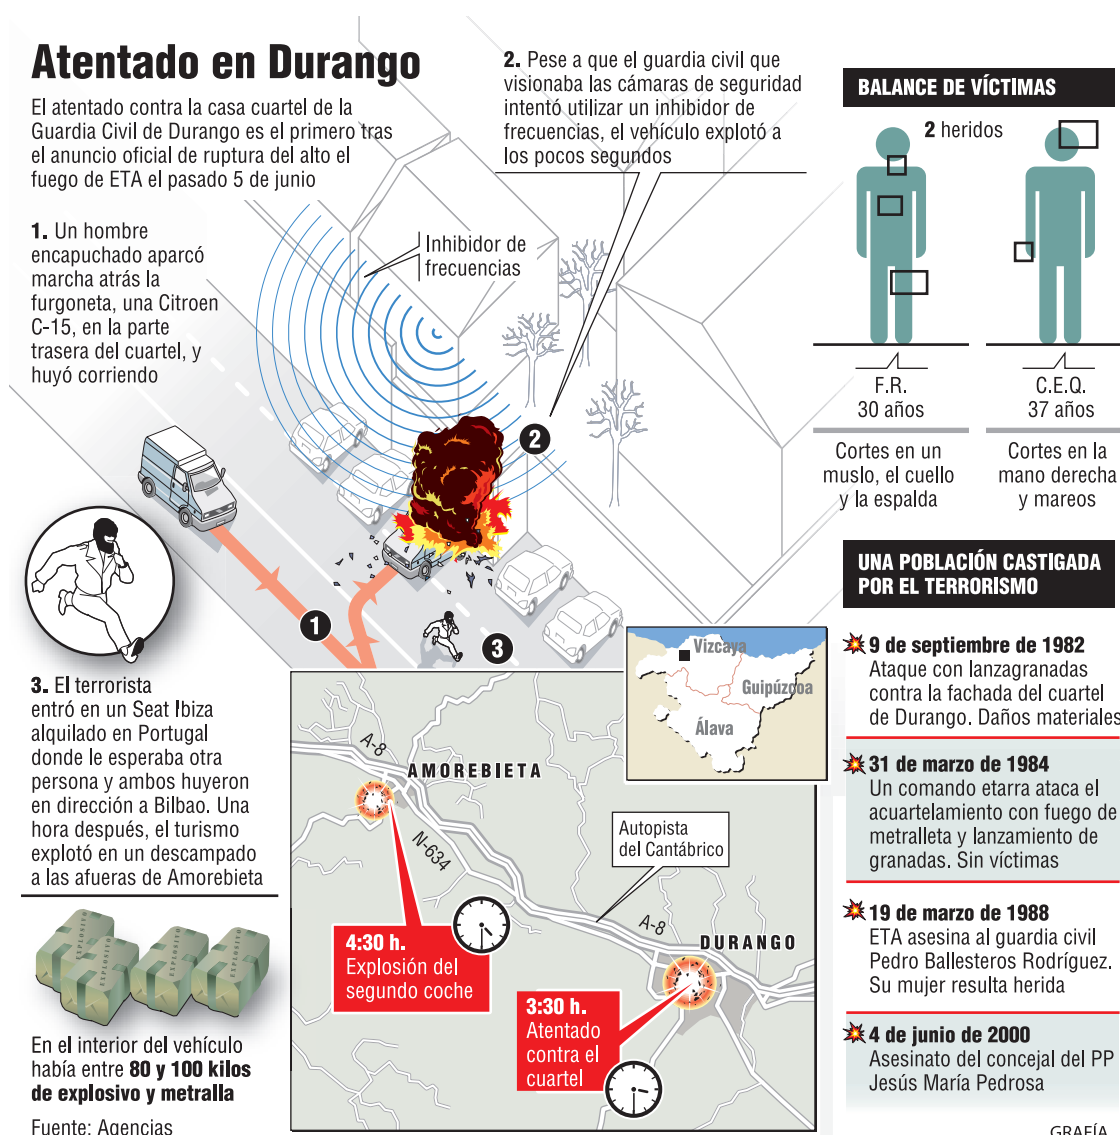 Atentado en Durango
El atentado contra la casa cuartel de la
Guardia Civil de Durango es el primero tras
el anuncio oficial de ruptura del alto el
fuego de ETA el pasado 5 de junio
1. Un hombre
encapuchado aparcó
marcha atrás la
furgoneta, una Citroen
C-15, en la parte
trasera del cuartel, y
huyó corriendo
2. Pese a que el guardia civil que
visionaba las cámaras de seguridad
intentó utilizar un inhibidor de
frecuencias, el vehículo explotó a
los pocos segundos
Inhibidor de
frecuencias
2
1
3
3. El terrorista
entró en un Seat Ibiza
alquilado en Portugal
donde le esperaba otra
persona y ambos huyeron
en dirección a Bilbao. Una
hora después, el turismo
explotó en un descampado
a las afueras de Amorebieta
EXPLOSIVO
EXPLOSIVO
EXPLOSIVO
EXPLOSIVO
En el interior del vehículo
había entre 80 y 100 kilos
de explosivo y metralla
Fuente: Agencias
Vizcaya
Guipúzcoa
Álava
A-8
AMOREBIETA
N-634
Autopista
del Cantábrico
A-8
DURANGO
4:30 h.
Explosión del
segundo coche
3:30 h.
Atentado
contra el
cuartel
BALANCE DE VÍCTIMAS
2 heridos
F.R.
30 años
Cortes en un
muslo, el cuello
y la espalda
C.E.Q.
37 años
Cortes en la
mano derecha
y mareos
UNA POBLACIÓN CASTIGADA
POR EL TERRORISMO
9 de septiembre de 1982
Ataque con lanzagranadas
contra la fachada del cuartel
de Durango. Daños materiales
31 de marzo de 1984
Un comando etarra ataca el
acuartelamiento con fuego de
metralleta y lanzamiento de
granadas. Sin víctimas
19 de marzo de 1988
ETA asesina al guardia civil
Pedro Ballesteros Rodríguez.
Su mujer resulta herida
4 de junio de 2000
Asesinato del concejal del PP
Jesús María Pedrosa
GRAFÍA